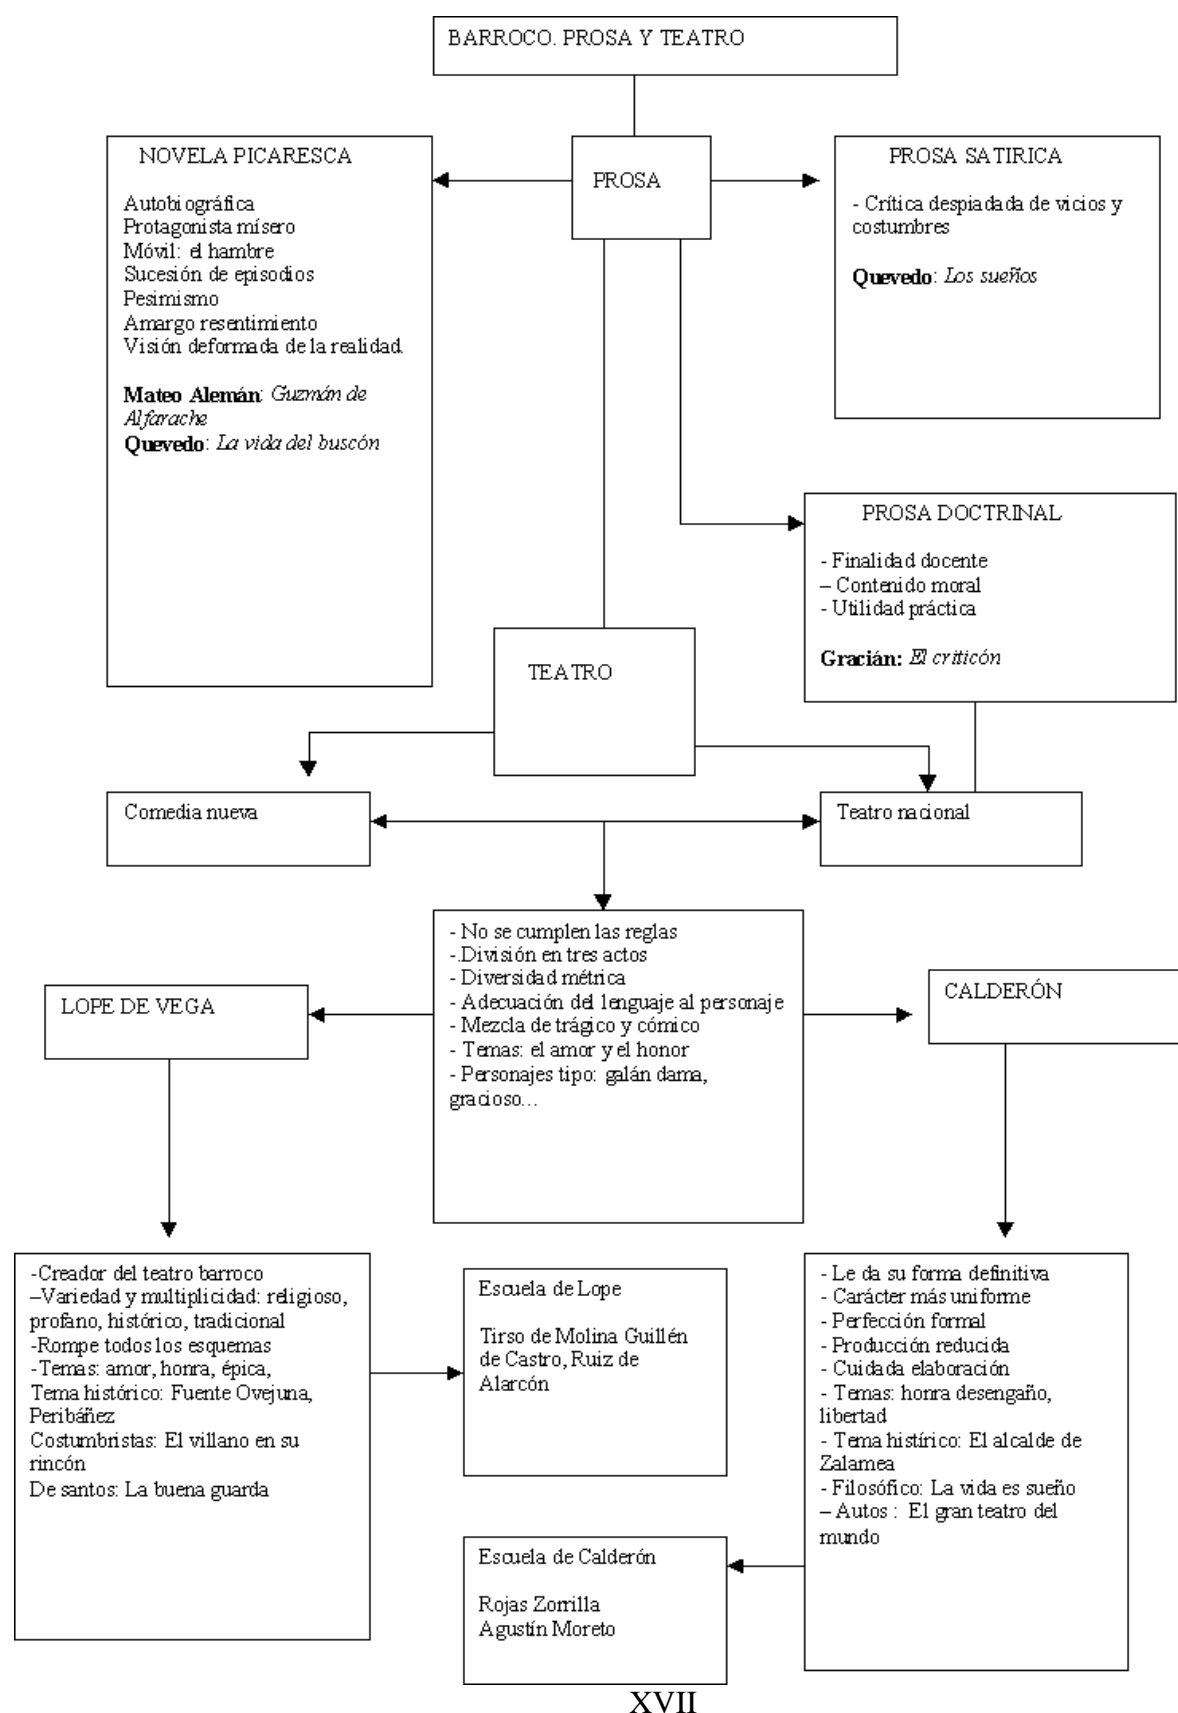 BARROCO. PROSA Y TEATRO
NOVELA PICARESCA
Autobiográfica
Protagonista mísero
Móvil: el hambre
Sucesión de episodios
Pesimismo
Amargo resentimiento
Visión deformada de la realidad.
Mateo Alemán: Guzmán de
Alfarache
Quevedo: La vida del buscón
PROSA
PROSA SATIRICA
- Crítica despiadada de vicios y
costumbres
Quevedo: Los sueños
PROSA DOCTRINAL
- Finalidad docente
– Contenido moral
- Utilidad práctica
Gracián: El criticón
TEATRO
Comedia nueva
Teatro nacional
- No se cumplen las reglas
-.División en tres actos
- Diversidad métrica
- Adecuación del lenguaje al personaje
- Mezcla de trágico y cómico
- Temas: el amor y el honor
- Personajes tipo: galán dama,
gracioso...
LOPE DE VEGA
CALDERÓN
-Creador del teatro barroco
–Variedad y multiplicidad: religioso,
profano, histórico, tradicional
-Rompe todos los esquemas
-Temas: amor, honra, épica,
Tema histórico: Fuente Ovejuna,
Peribáñez
Costumbristas: El villano en su
rincón
De santos: La buena guarda
Escuela de Lope
Tirso de Molina Guillén
de Castro, Ruiz de
Alarcón
- Le da su forma definitiva
- Carácter más uniforme
- Perfección formal
- Producción reducida
- Cuidada elaboración
- Temas: honra desengaño,
libertad
- Tema histírico: El alcalde de
Zalamea
- Filosófico: La vida es sueño
– Autos : El gran teatro del
mundo
Escuela de Calderón
Rojas Zorrilla
Agustín Moreto
XVII